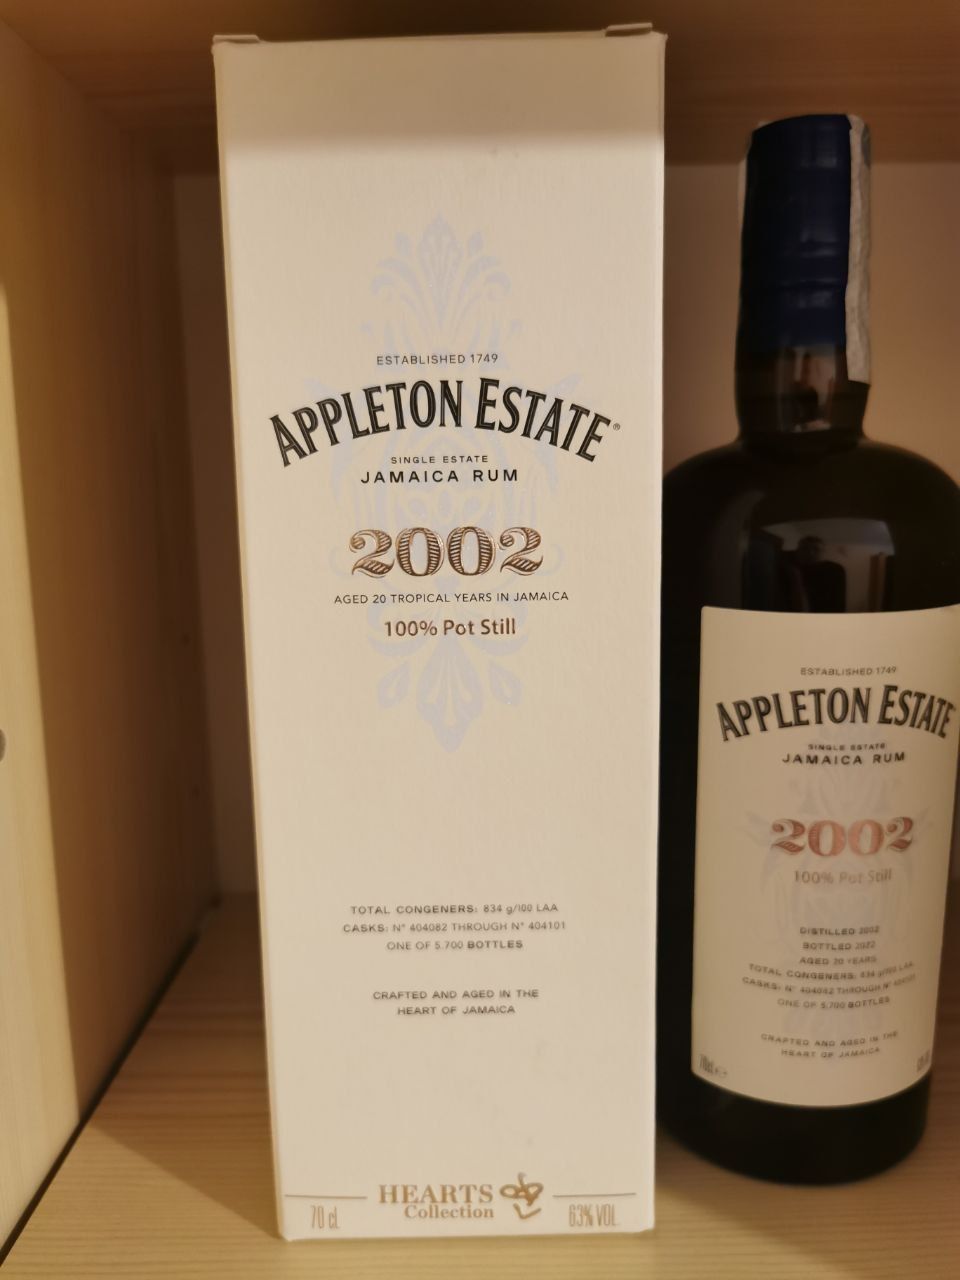 ESTABLISHED 1749
APPLETON ESTATE®
SINGLE ESTATE
JAMAICA RUM
2002
AGED 20 TROPICAL YEARS IN JAMAICA
100% Pot Still
TOTAL CONGENERS: 834 g/100 LAA
CASKS: N° 404082 THROUGH N° 404101
ONE OF 5.700 BOTTLES
CRAFTED AND AGED IN THE
HEART OF JAMAICA
HEARTS
Collection
70 cl
63% VOL.
ESTABLISHED 1749
APPLETON ESTATE
SINGLE ESTATE
JAMAICA RUM
2002
100% Pot Still
DISTILLED 2002
BOTTLED 2022
AGED 20 YEARS
TOTAL CONGENERS: 834 g/100 LAA
CASKS: N° 404082 THROUGH N° 404101
ONE OF 5,700 BOTTLES
CRAFTED AND AGED IN THE
HEART OF JAMAICA
70cl